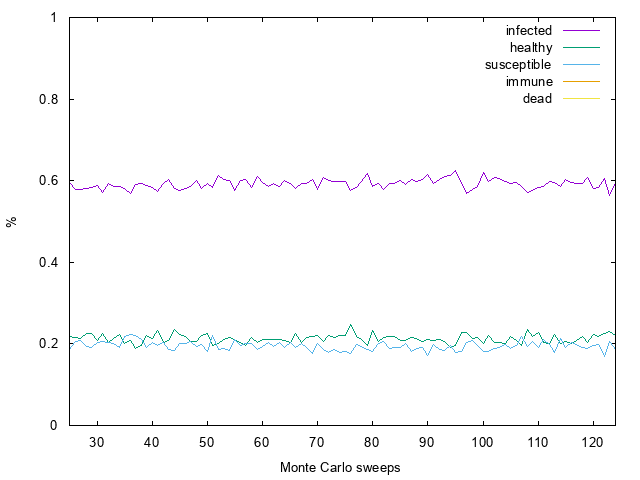 1
0.8
0.6
0.4
0.2
0
%
infected
healthy
susceptible
immune
dead
30 40 50 60 70 80 90 100 110 120
Monte Carlo sweeps